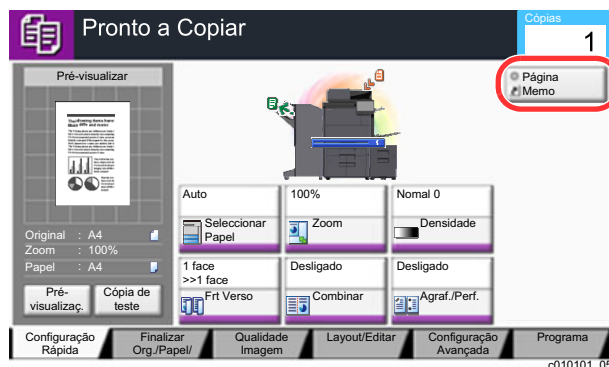 Pronto a Copiar
Cópias
1
Página
Memo
Pré-visualizar
Original : A4
Zoom : 100%
Papel : A4
Pré-
visualizaç.
Cópia de
teste
Auto
Seleccionar
Papel
100%
Zoom
Nomal 0
Densidade
1 face
>>1 face
Frt Verso
Desligado
Combinar
Desligado
Agraf./Perf.
Configuração
Rápida
Finalizar
Org./Papel/
Qualidade
Imagem
Layout/Editar
Configuração
Avançada
Programa
c010101_05